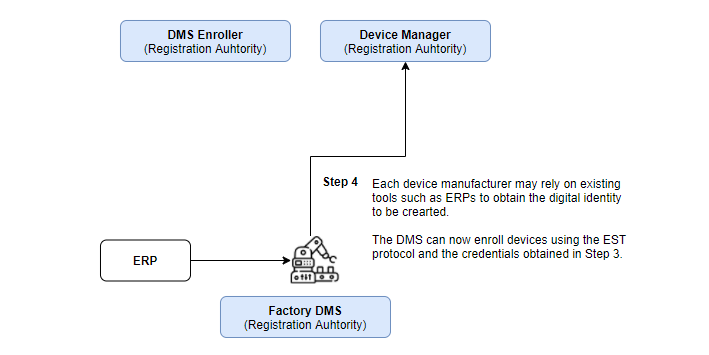 DMS Enroller
(Registration Auhtority)
Device Manager
(Registration Auhtority)
Step 4
Each device manufacturer may rely on existing
tools such as ERPs to obtain the digital identity
to be crearted.
The DMS can now enroll devices using the EST
protocol and the credentials obtained in Step 3.
ERP
Factory DMS
(Registration Auhtority)